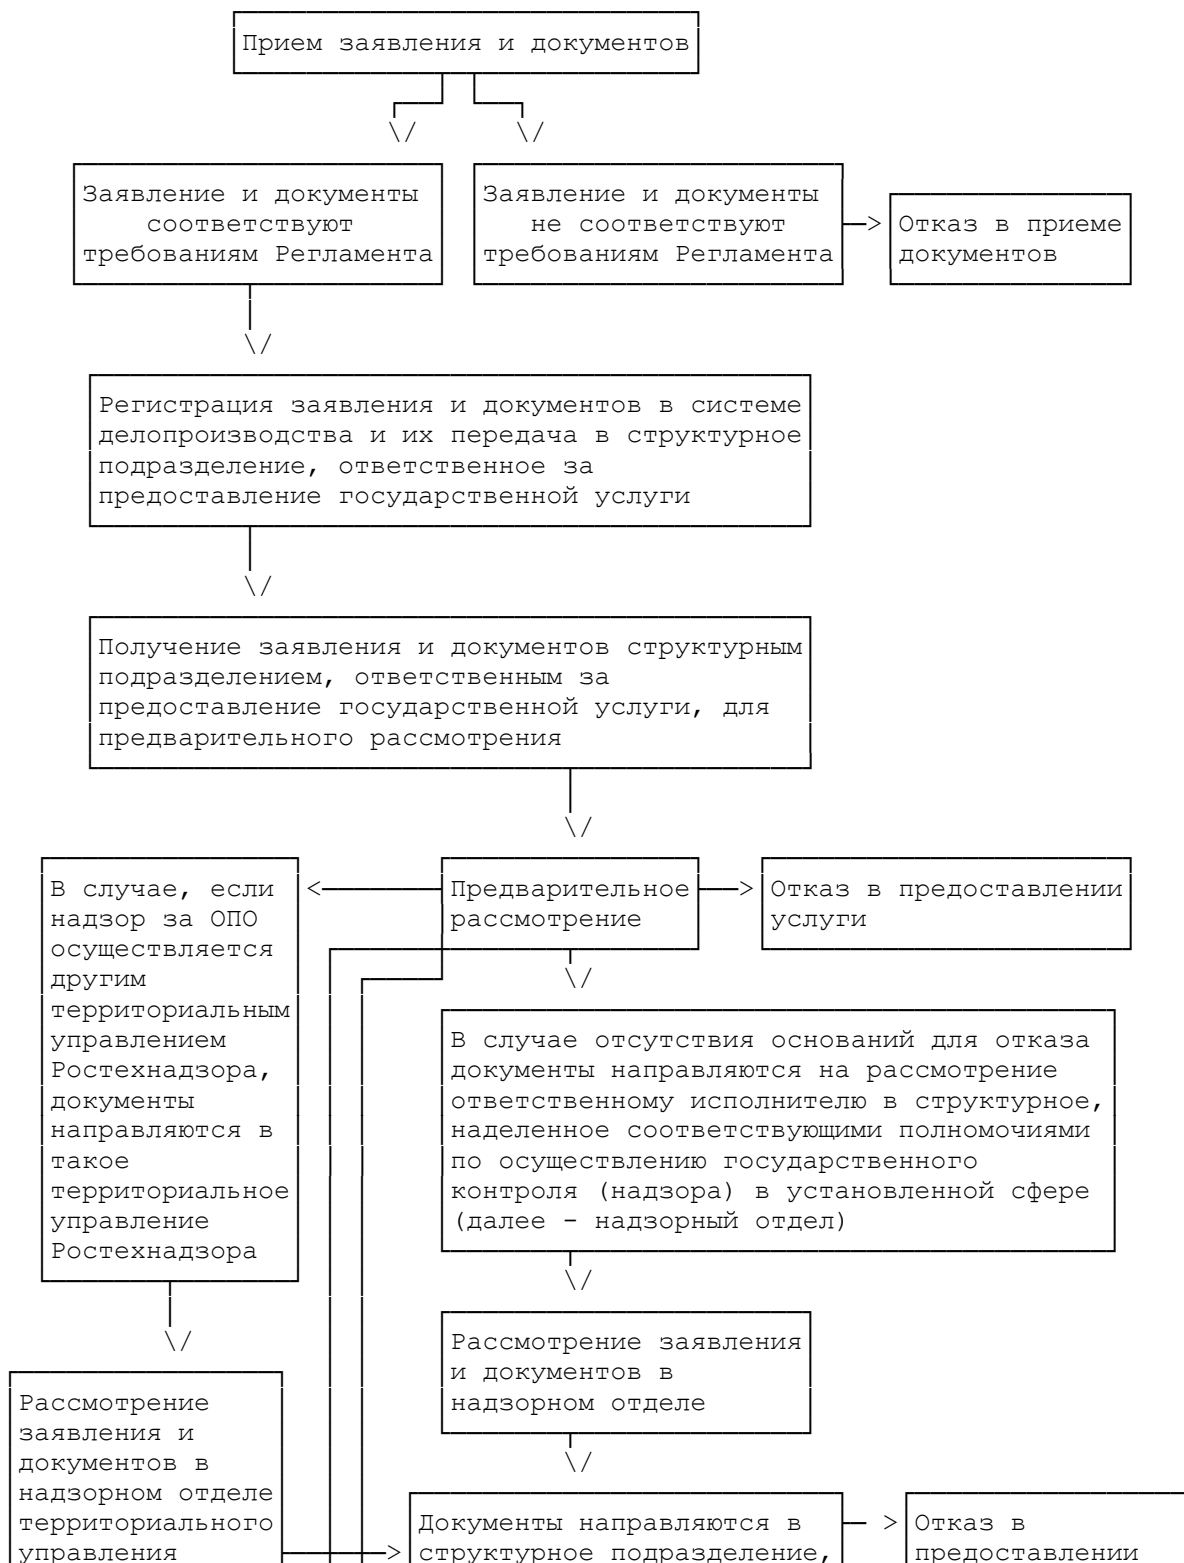 Прием заявления и документов
Заявление и документы
соответствуют
требованиям Регламента
Заявление и документы
не соответствуют
требованиям Регламента
Отказ в приеме
документов
Регистрация заявления и документов в системе
делопроизводства и их передача в структурное
подразделение, ответственное за
предоставление государственной услуги
Получение заявления и документов структурным
подразделением, ответственным за
предоставление государственной услуги, для
предварительного рассмотрения
В случае, если
надзор за ОПО
осуществляется
другим
территориальным
управлением
Ростехнадзора,
документы
направляются в
такое
территориальное
управление
Ростехнадзора
Предварительное
рассмотрение
Отказ в предоставлении
услуги
В случае отсутствия оснований для отказа
документы направляются на рассмотрение
ответственному исполнителю в структурное,
наделенное соответствующими полномочиями
по осуществлению государственного
контроля (надзора) в установленной сфере
(далее - надзорный отдел)
Рассмотрение заявления
и документов в
надзорном отделе
Рассмотрение
заявления и
документов в
надзорном отделе
территориального
управления
Документы направляются в
структурное подразделение,
Отказ в
предоставлении